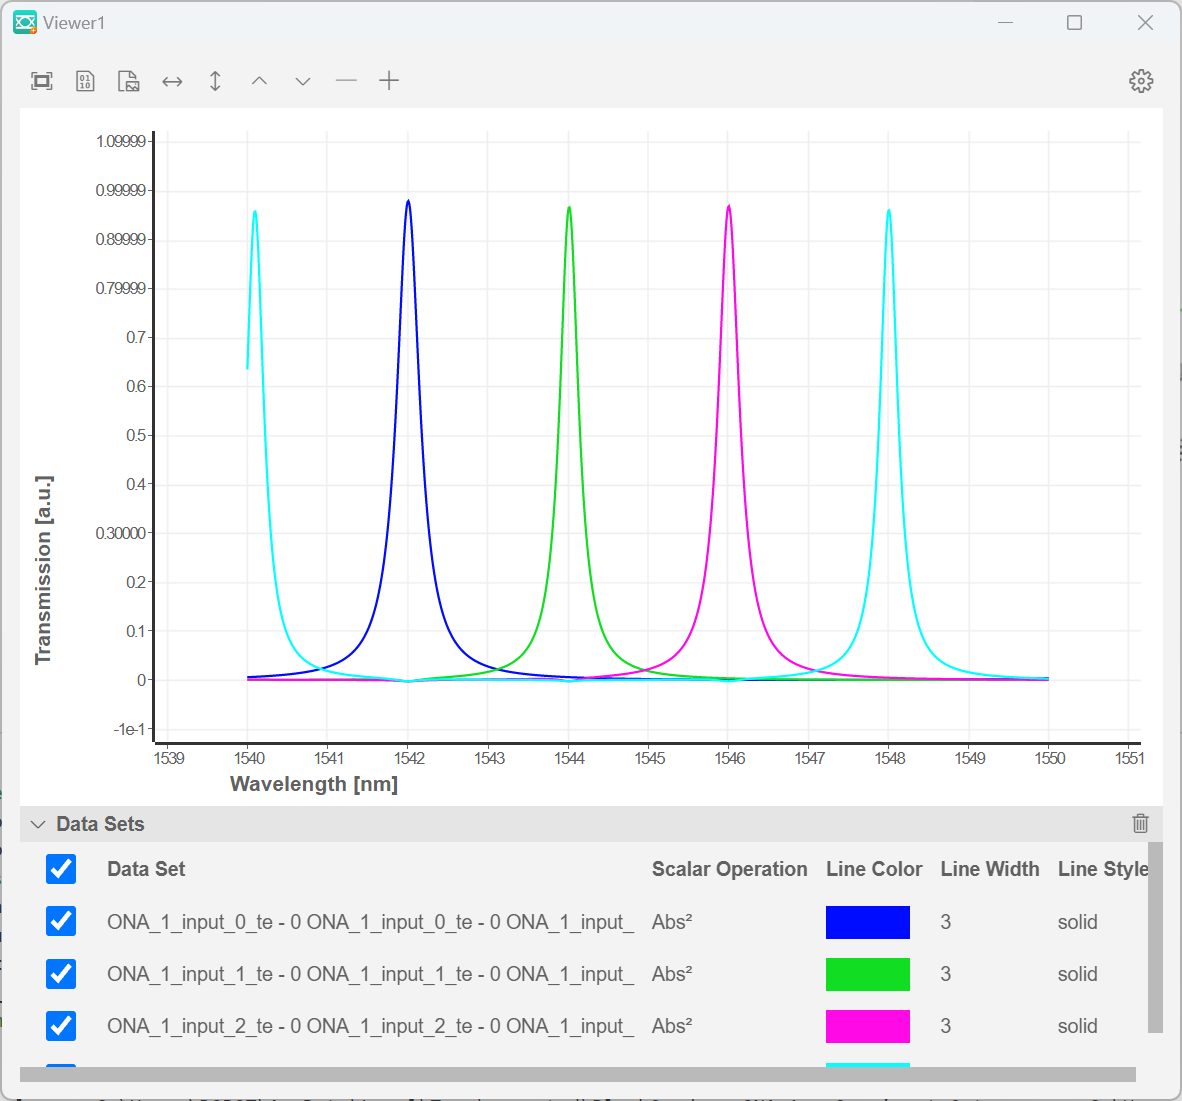 Viewer1
1.09999
0.99999
0.89999
0.79999
0.7
0.6
0.5
0.4
0.30000
0.2
0.1
0
-1e-1
Transmission [a.u.]
1539 1540 1541 1542 1543 1544 1545 1546 1547 1548 1549 1550 1551
Wavelength [nm]
Data Sets
Data Set Scalar Operation Line Color Line Width Line Style
ONA_1_input_0_te - 0 ONA_1_input_0_te - 0 ONA_1_input_ Abs² 3 solid
ONA_1_input_1_te - 0 ONA_1_input_1_te - 0 ONA_1_input_ Abs² 3 solid
ONA_1_input_2_te - 0 ONA_1_input_2_te - 0 ONA_1_input_ Abs² 3 solid